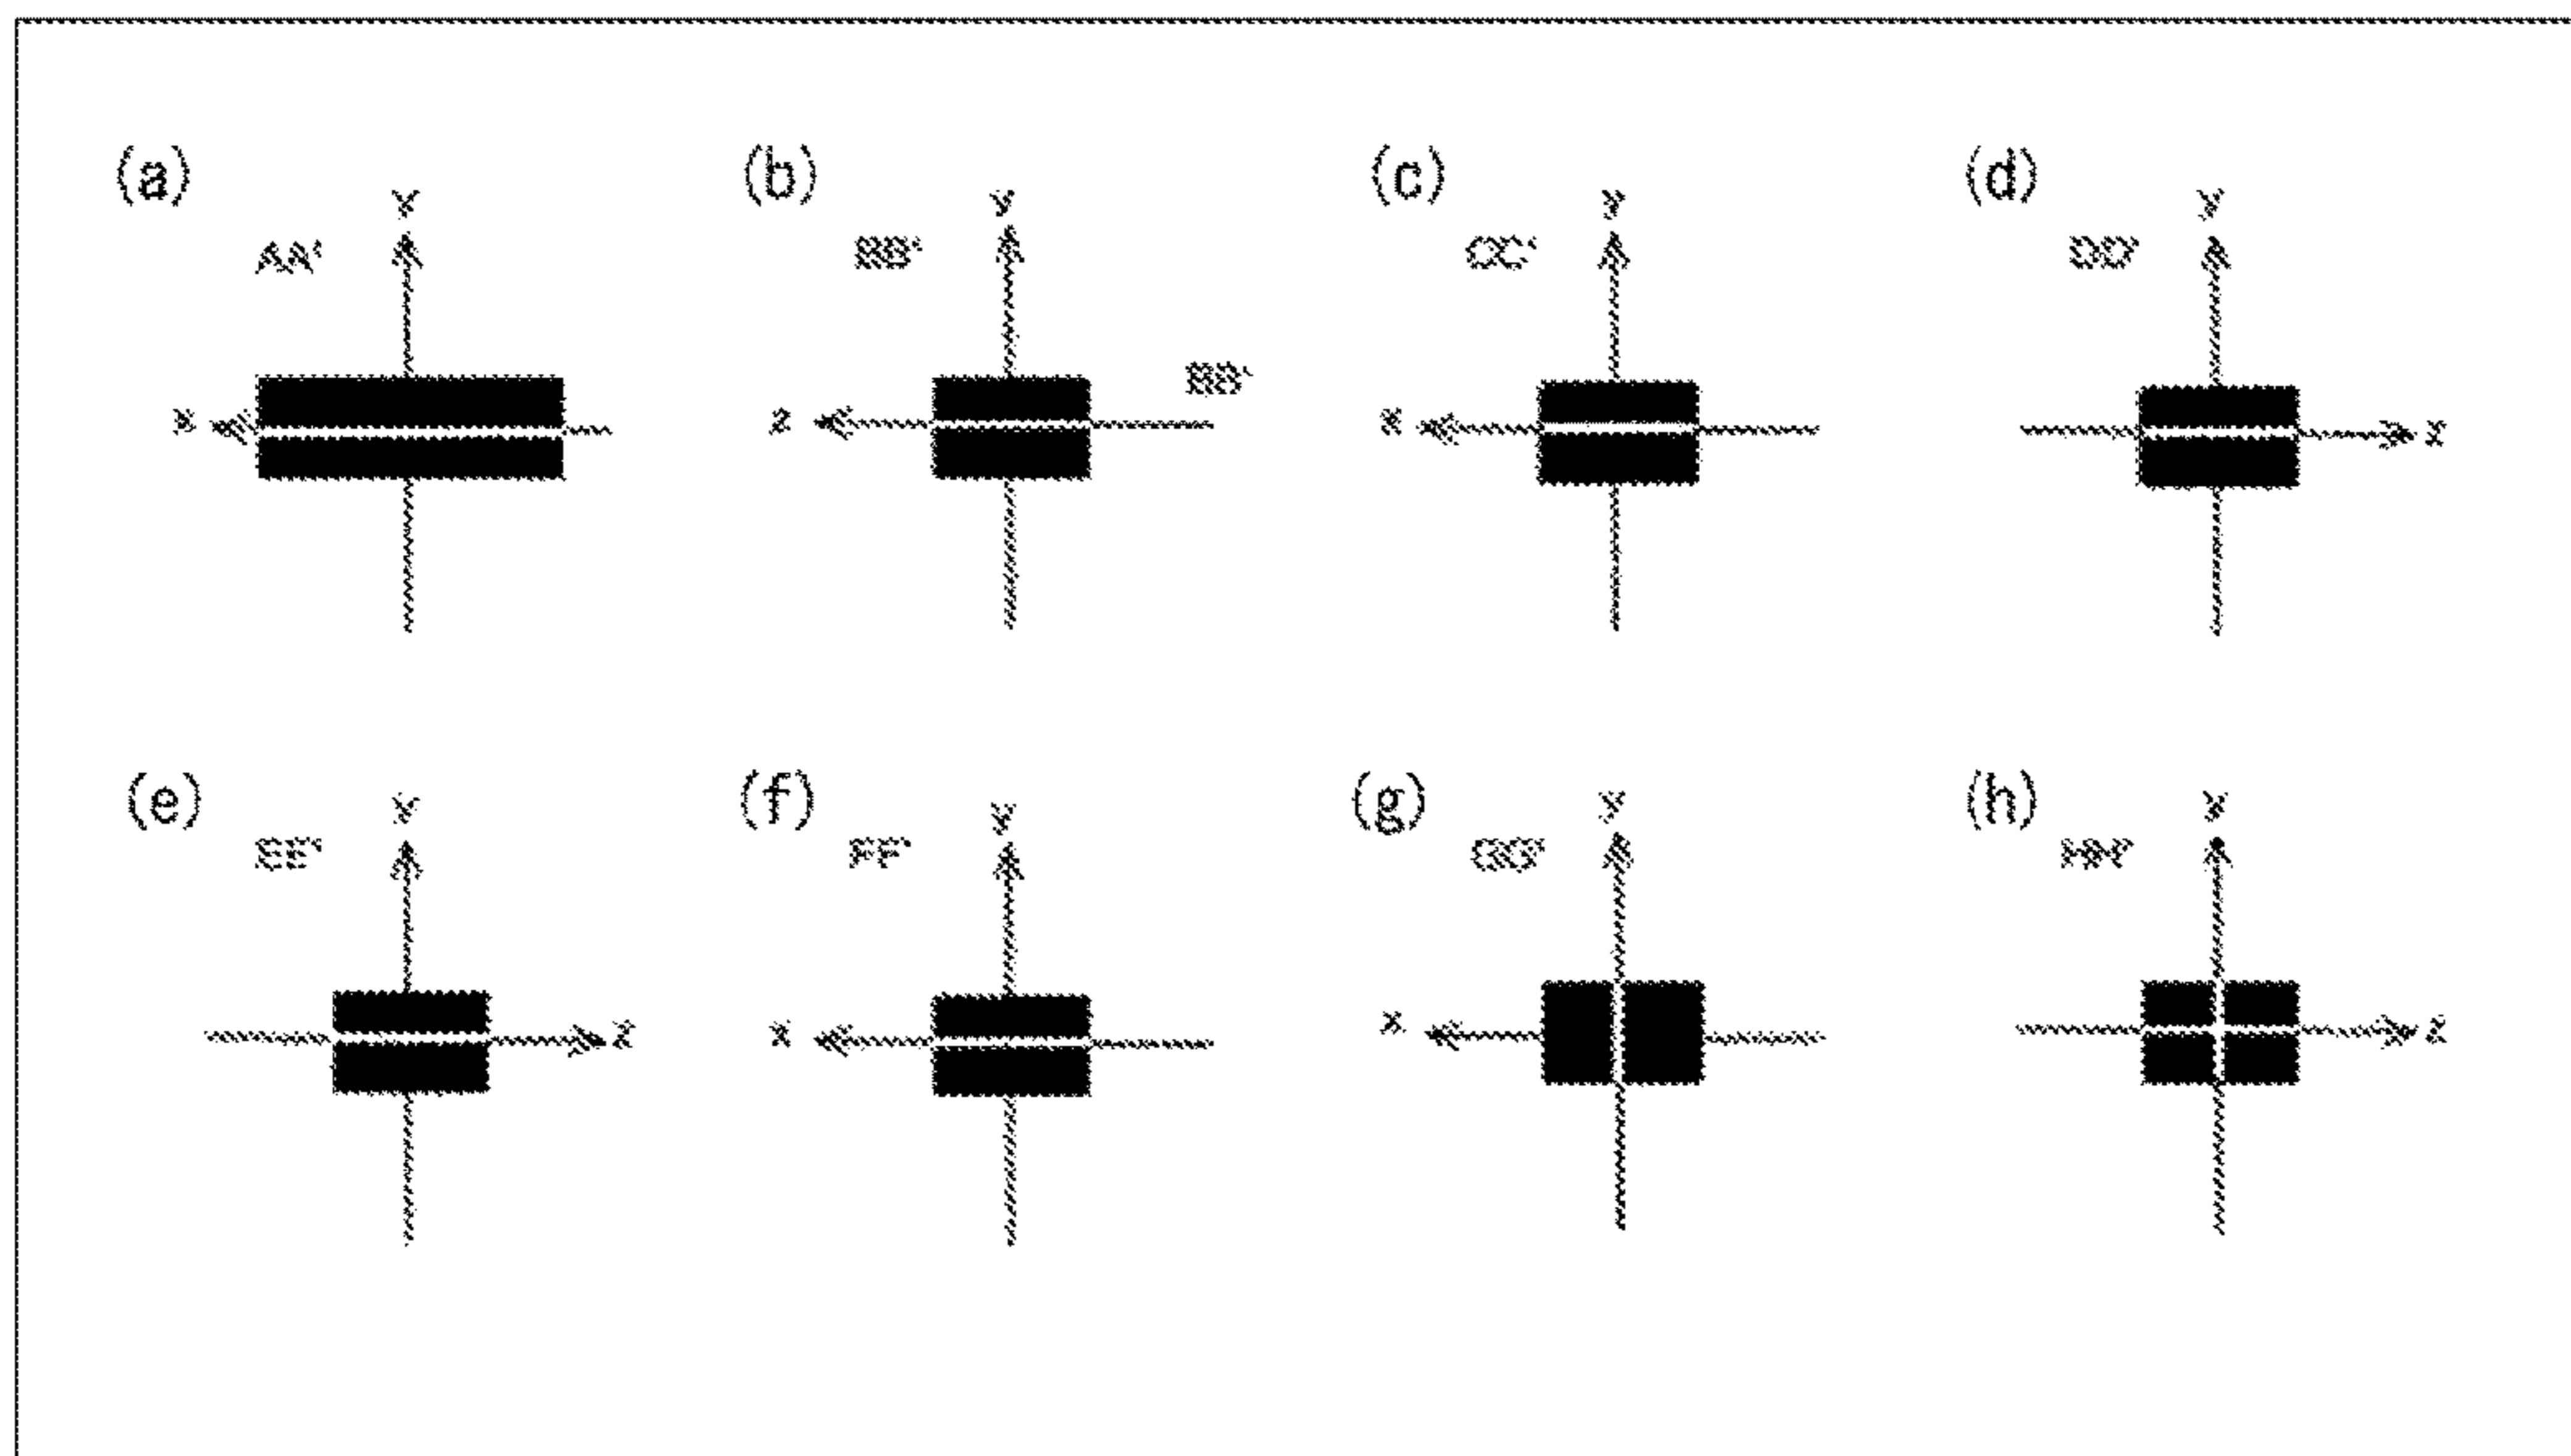 (a) (b) (c) (d)
y y y y
AA' BB' CC' DD'
BB'
x z x z
(e) (f) (g) (h)
y y y y
EE' FF' GG' HH'
z x x z